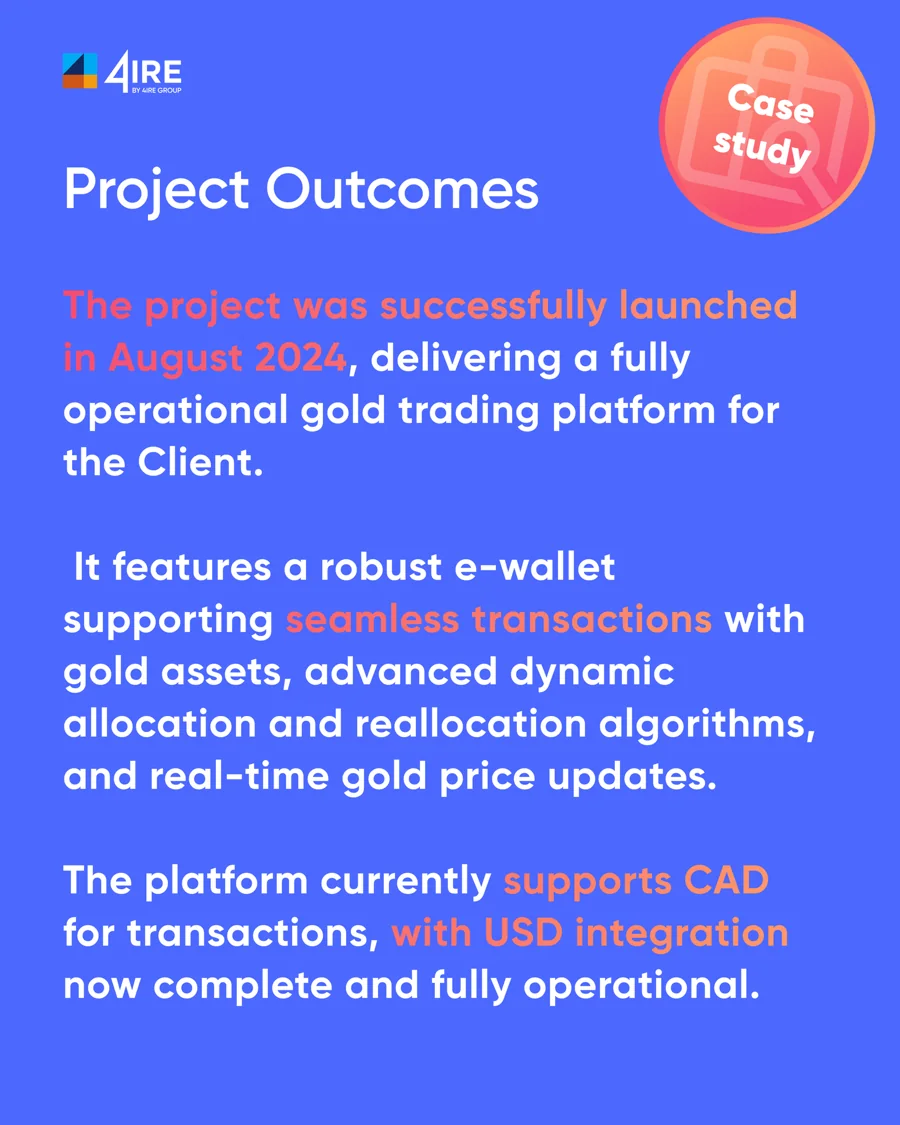 4IRE
BY 4IRE GROUP
Case
study
Project Outcomes
The project was successfully launched
in August 2024, delivering a fully
operational gold trading platform for
the Client.
It features a robust e-wallet
supporting seamless transactions with
gold assets, advanced dynamic
allocation and reallocation algorithms,
and real-time gold price updates.
The platform currently supports CAD
for transactions, with USD integration
now complete and fully operational.